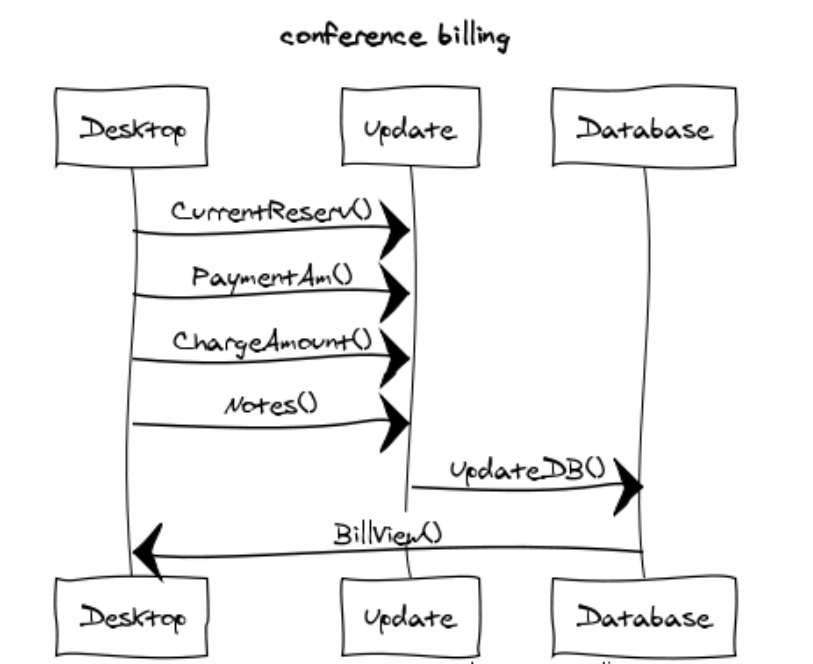 conference billing
Desktop Update Database
CurrentReserv()
PaymentAm()
ChargeAmount()
Notes()
UpdateDB()
BillView()
Desktop Update Database